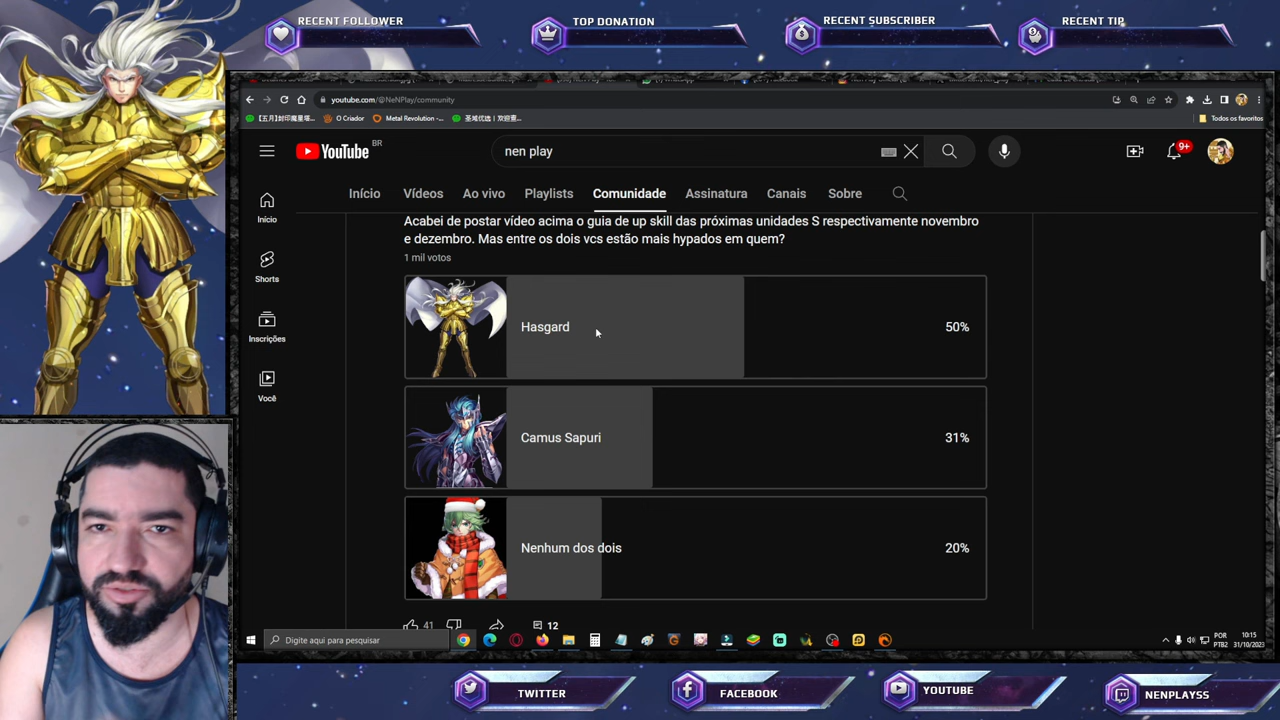 RECENT FOLLOWER
TOP DONATION
RECENT SUBSCRIBER
RECENT TIP
youtube.com/@NeNPlay/community
O Criador
Metal Revolution -...
Todos os favoritos
YouTube BR
nen play
9+
Início
Vídeos
Ao vivo
Playlists
Comunidade
Assinatura
Canais
Sobre
Início
Shorts
Inscrições
Você
Acabei de postar vídeo acima o guia de up skill das próximas unidades S respectivamente novembro
e dezembro. Mas entre os dois vcs estão mais hypados em quem?
1 mil votos
Hasgard
50%
Camus Sapuri
31%
Nenhum dos dois
20%
41
12
Digite aqui para pesquisar
POR
PTB2
10:15
31/10/2023
TWITTER
FACEBOOK
YOUTUBE
NENPLAYSS